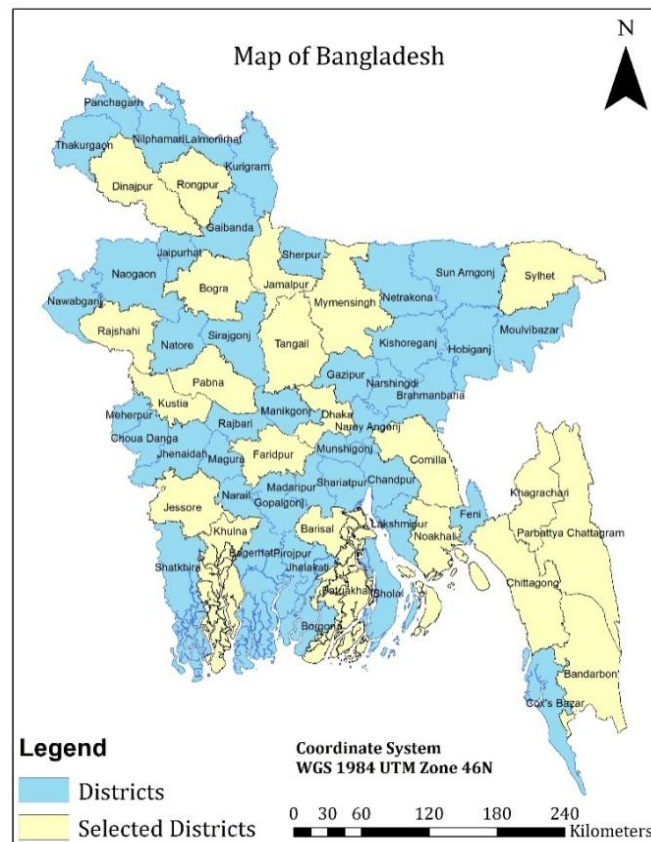 Map of Bangladesh
N
Panchagarh
Thakurgaon
Nilphamari
Lalmonirhat
Kurigram
Dinajpur
Rongpur
Gaibanda
Jaipurhat
Sherpur
Naogaon
Sun Amgonj
Sylhet
Bogra
Jamalpur
Mymensingh
Netrakona
Nawabganj
Moulvibazar
Rajshahi
Natore
Sirajgonj
Tangail
Kishoreganj
Hobiganj
Gazipur
Pabna
Narshingdi
Kustia
Brahmanbaria
Meherpur
Manikgonj
Dhaka
Rajbari
Naray Angonj
Choua Danga
Jhenaidah
Magura
Faridpur
Munshigonj
Comilla
Madaripur
Shariatpur
Chandpur
Khagrachari
Jessore
Narail
Gopalgonj
Khulna
Barisal
Lakshmipur
Feni
Noakhali
Parbattya Chattagram
Shatkhira
Bagerhat
Pirojpur
Jhalakati
Chittagong
Patuakhali
Bholai
Borgona
Bandarbon
Cox's Bazar
Legend
Districts
Selected Districts
Coordinate System
WGS 1984 UTM Zone 46N
0 30 60 120 180 240
Kilometers